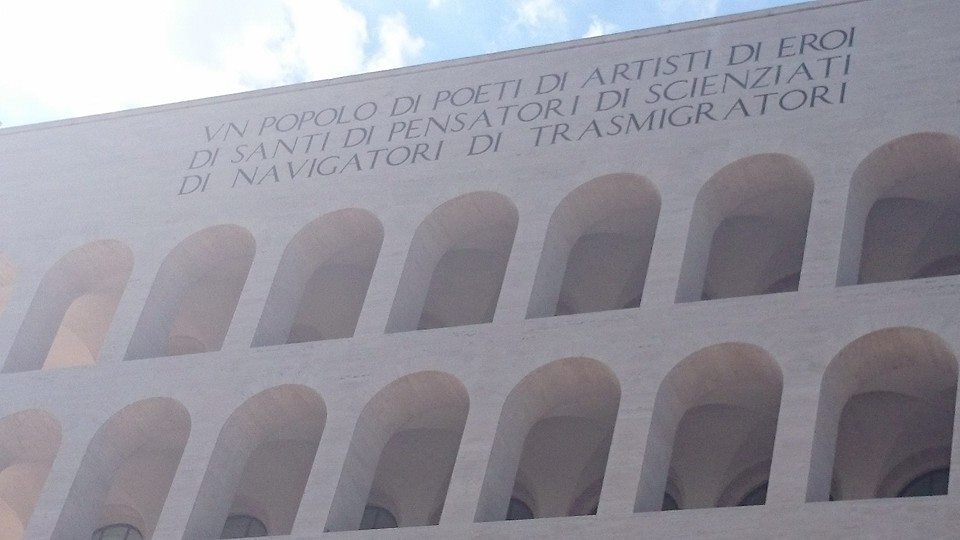 VN POPOLO DI POETI DI ARTISTI DI EROI
DI SANTI DI PENSATORI DI SCIENZIATI
DI NAVIGATORI DI TRASMIGRATORI